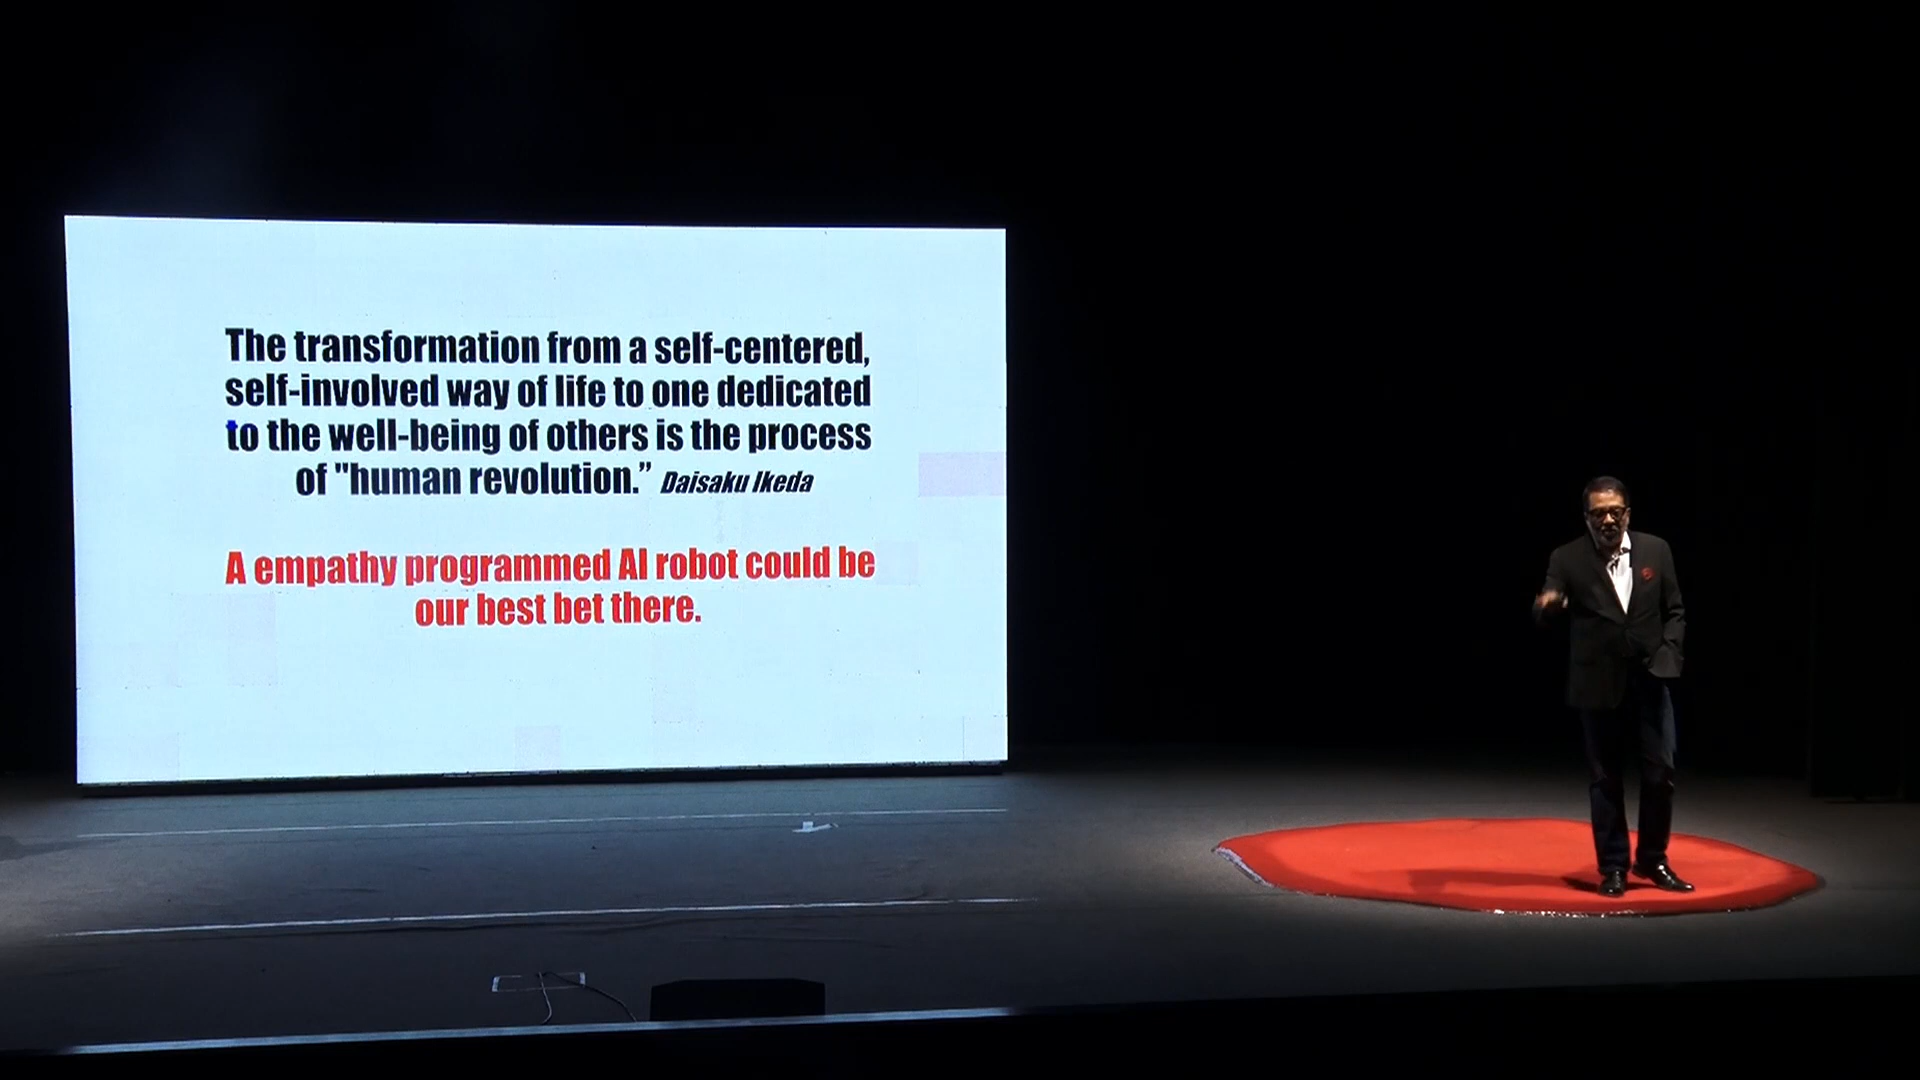 The transformation from a self-centered,
self-involved way of life to one dedicated
to the well-being of others is the process
of "human revolution.” Daisaku Ikeda
A empathy programmed AI robot could be
our best bet there.